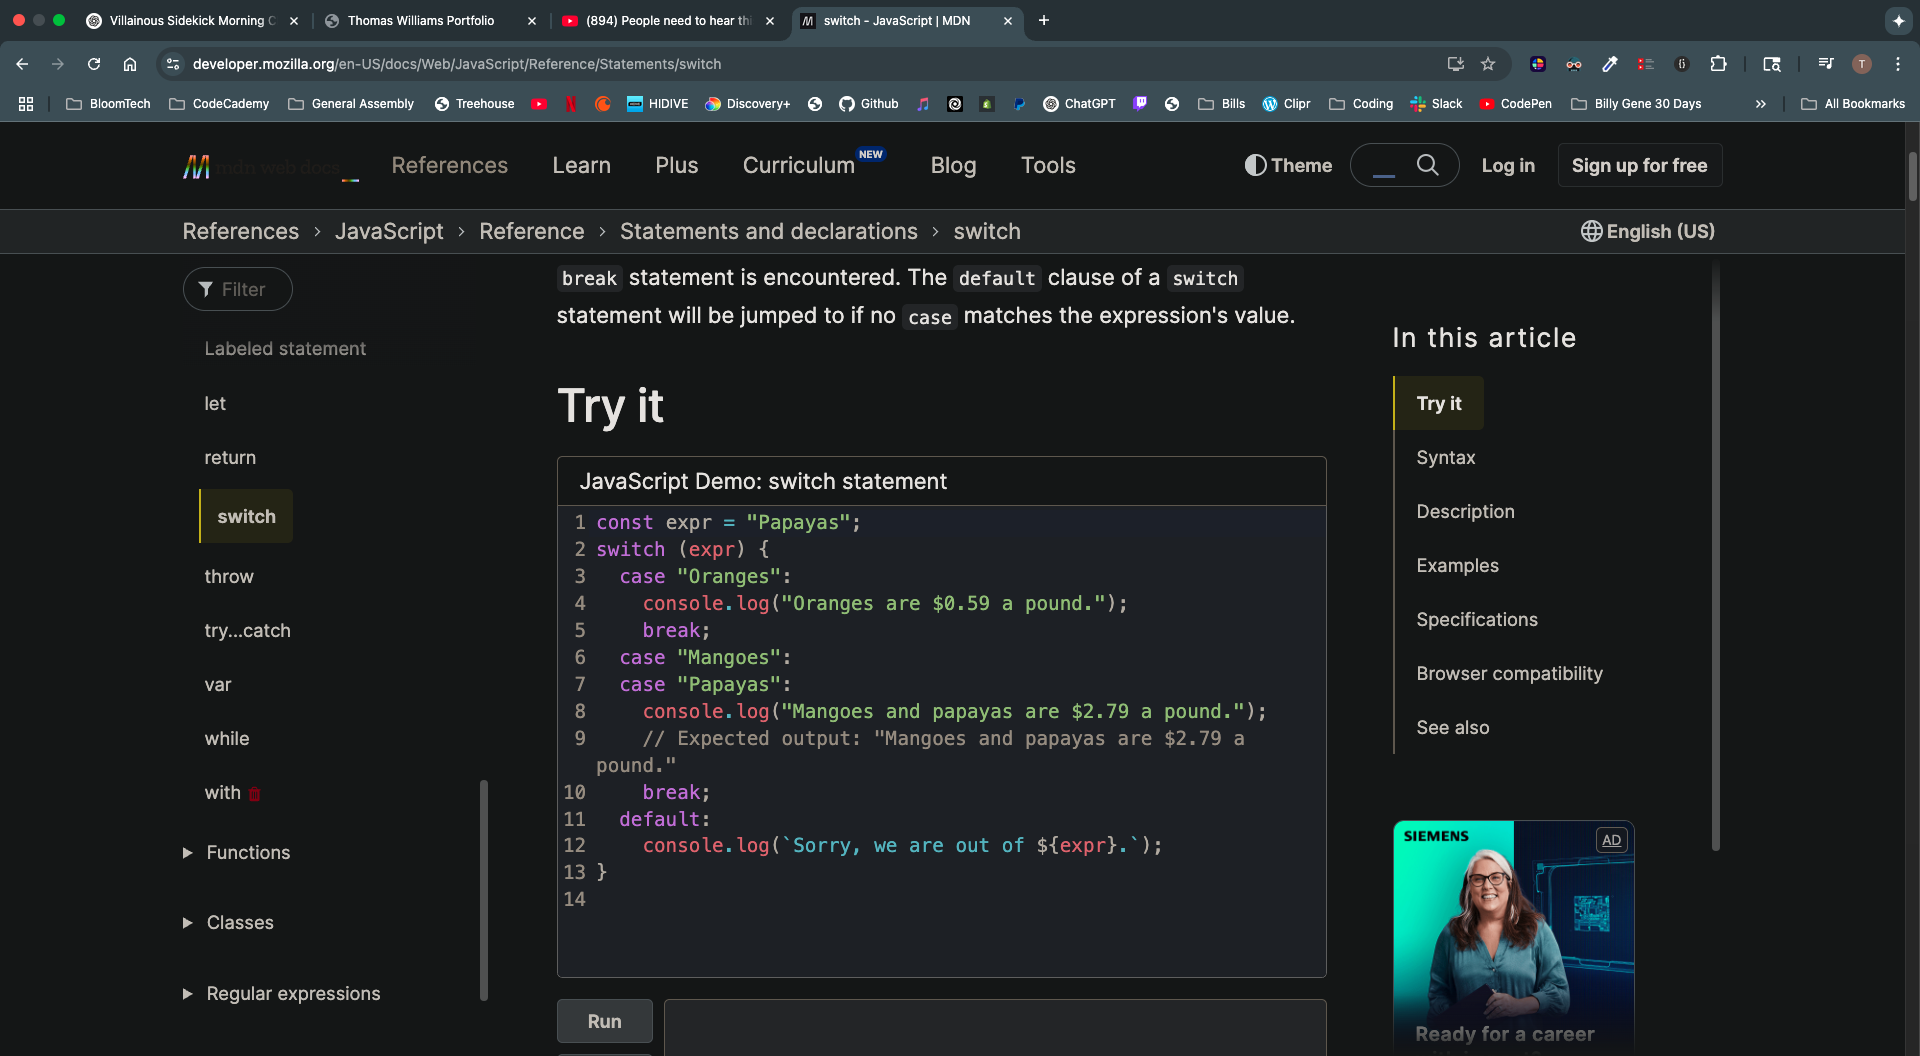 Villainous Sidekick Morning C
Thomas Williams Portfolio
(894) People need to hear thi
switch - JavaScript | MDN
developer.mozilla.org/en-US/docs/Web/JavaScript/Reference/Statements/switch
T
BloomTech
CodeCademy
General Assembly
Treehouse
HIDIVE
Discovery+
Github
ChatGPT
Bills
Clipr
Coding
Slack
CodePen
Billy Gene 30 Days
All Bookmarks
mdn web docs
References
Learn
Plus
Curriculum NEW
Blog
Tools
Theme
Log in
Sign up for free
References › JavaScript › Reference › Statements and declarations › switch
English (US)
Filter
Labeled statement
let
return
switch
throw
try...catch
var
while
with
Functions
Classes
Regular expressions
break statement is encountered. The default clause of a switch
statement will be jumped to if no case matches the expression's value.
Try it
JavaScript Demo: switch statement
1 const expr = "Papayas";
2 switch (expr) {
3   case "Oranges":
4     console.log("Oranges are $0.59 a pound.");
5     break;
6   case "Mangoes":
7   case "Papayas":
8     console.log("Mangoes and papayas are $2.79 a pound.");
9     // Expected output: "Mangoes and papayas are $2.79 a
pound."
10     break;
11   default:
12     console.log(`Sorry, we are out of ${expr}.`);
13 }
14
Run
In this article
Try it
Syntax
Description
Examples
Specifications
Browser compatibility
See also
SIEMENS
AD
Ready for a career